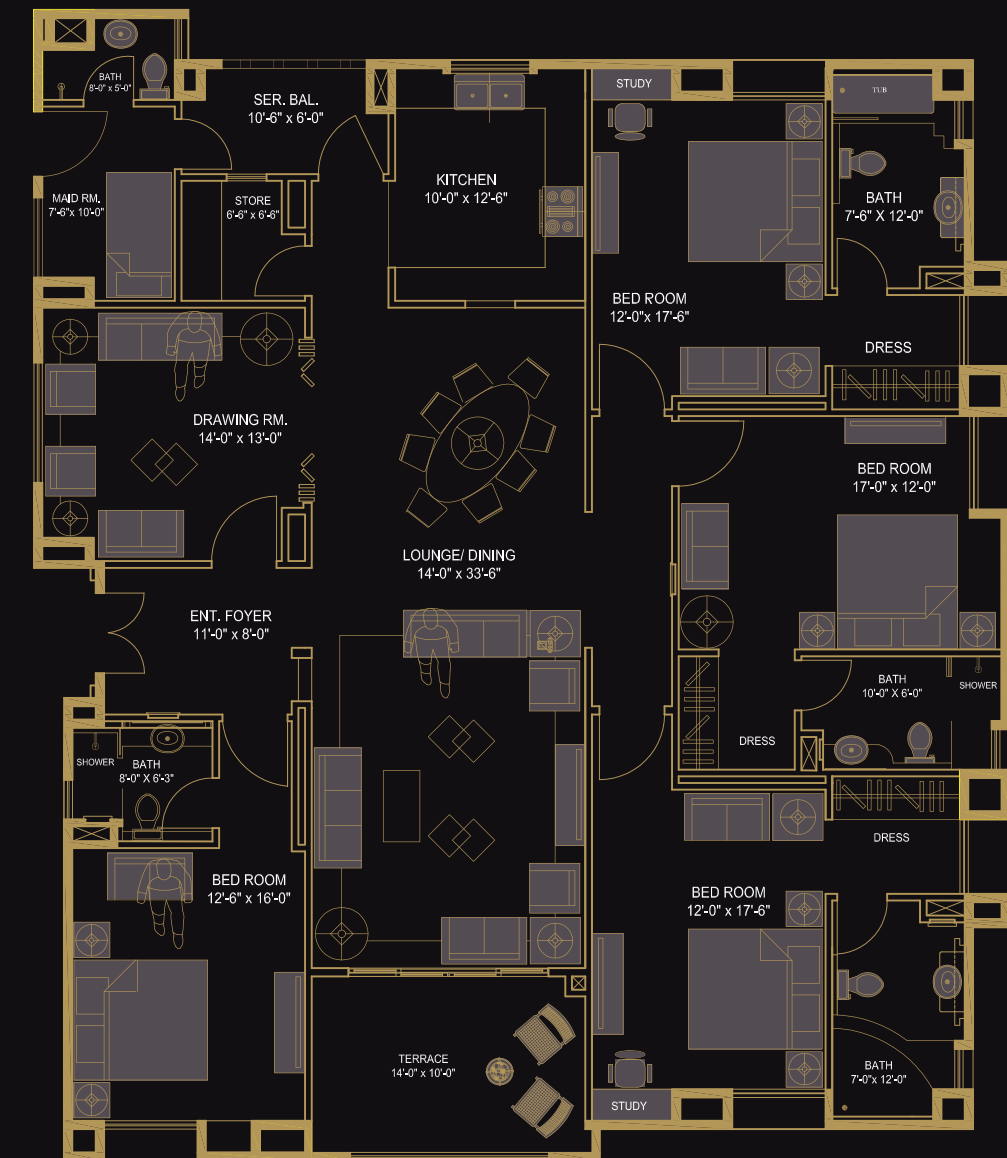 BATH
8'-0" x 5'-0"
SER. BAL.
10'-6" x 6'-0"
STUDY
TUB
KITCHEN
10'-0" x 12'-6"
MAID RM.
7'-6"x 10'-0"
STORE
6'-6" x 6'-6"
BATH
7'-6" X 12'-0"
BED ROOM
12'-0"x 17'-6"
DRESS
DRAWING RM.
14'-0" x 13'-0"
BED ROOM
17'-0" x 12'-0"
LOUNGE/ DINING
14'-0" x 33'-6"
ENT. FOYER
11'-0" x 8'-0"
BATH
10'-0" X 6'-0"
SHOWER
DRESS
SHOWER
BATH
8'-0" X 6'-3"
DRESS
BED ROOM
12'-6" x 16'-0"
BED ROOM
12'-0" x 17'-6"
TERRACE
14'-0" x 10'-0"
BATH
7'-0"x 12'-0"
STUDY